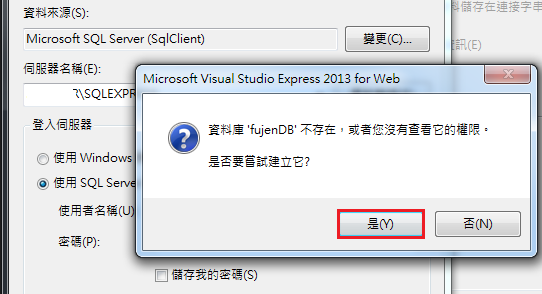 資料來源(S):
Microsoft SQL Server (SqlClient)
變更(C)...
伺服器名稱(E):
\SQLEXPR
登入伺服器
使用 Windows
使用 SQL Serve
使用者名稱(U)
密碼(P):
儲存我的密碼(S)
料儲存在連接字串
訊(E)
Microsoft Visual Studio Express 2013 for Web
資料庫 'fujenDB' 不存在，或者您沒有查看它的權限。
是否要嘗試建立它?
是(Y)
否(N)